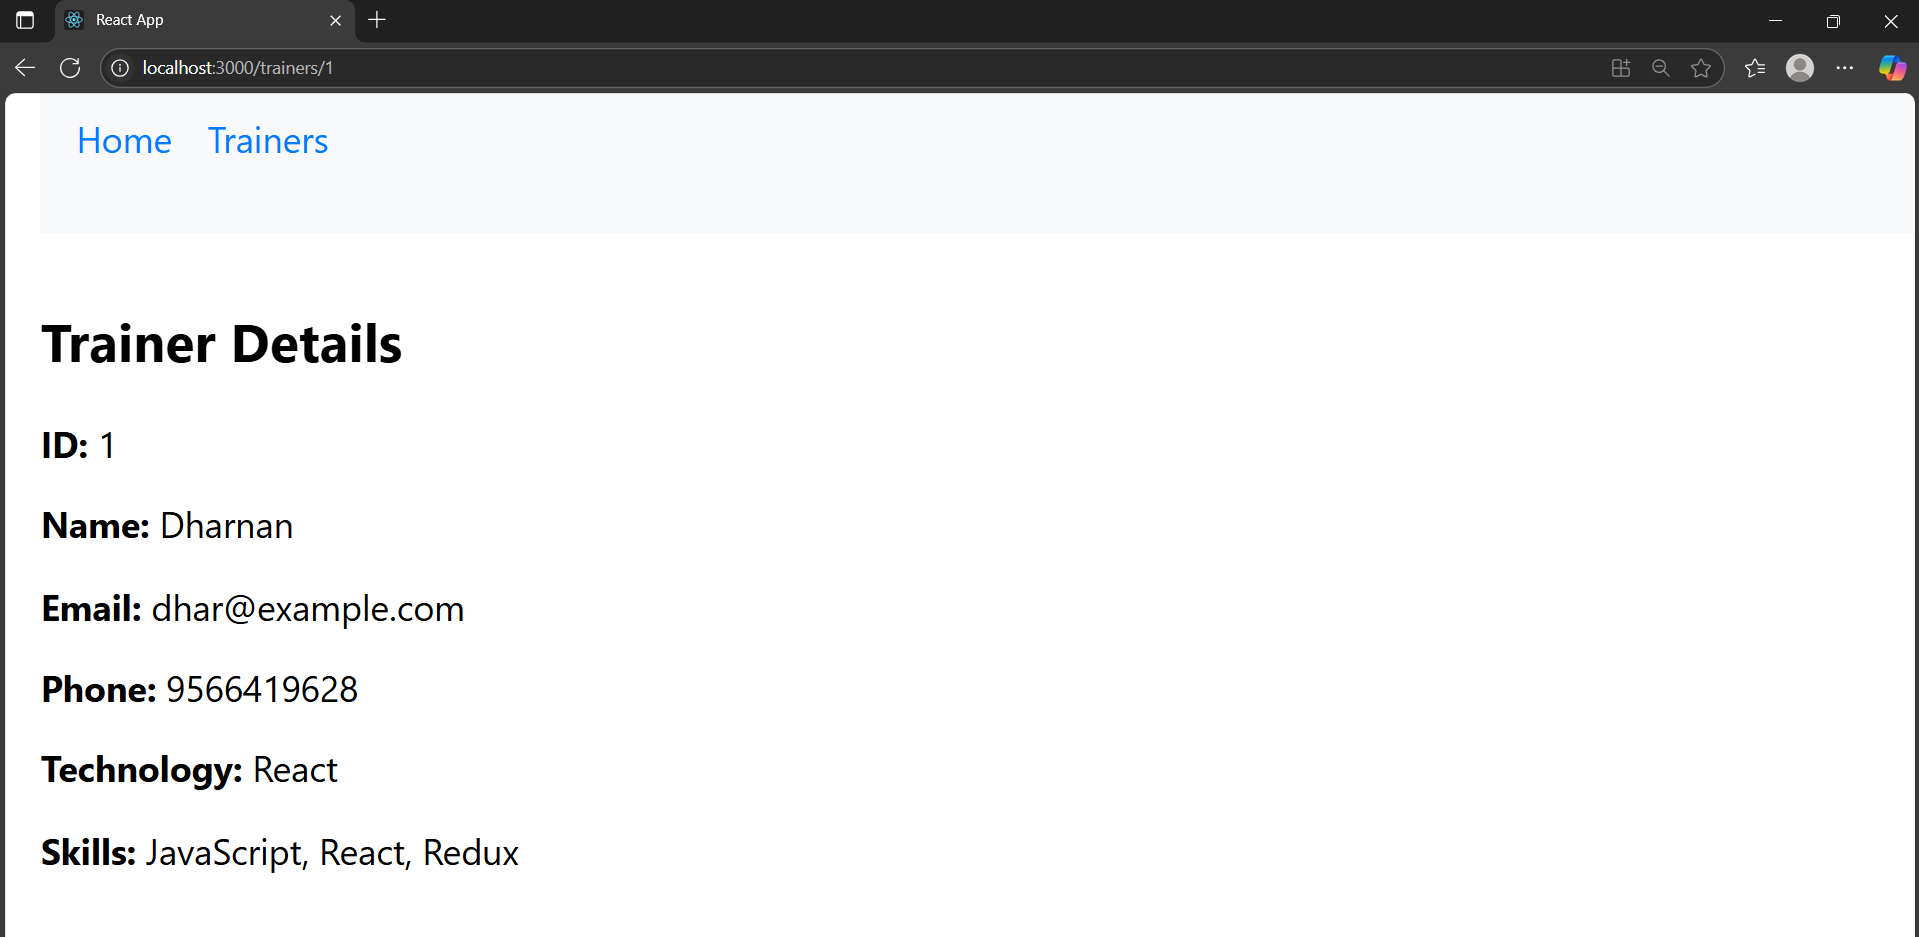 React App
localhost:3000/trainers/1
Home Trainers
Trainer Details
ID: 1
Name: Dharnan
Email: dhar@example.com
Phone: 9566419628
Technology: React
Skills: JavaScript, React, Redux